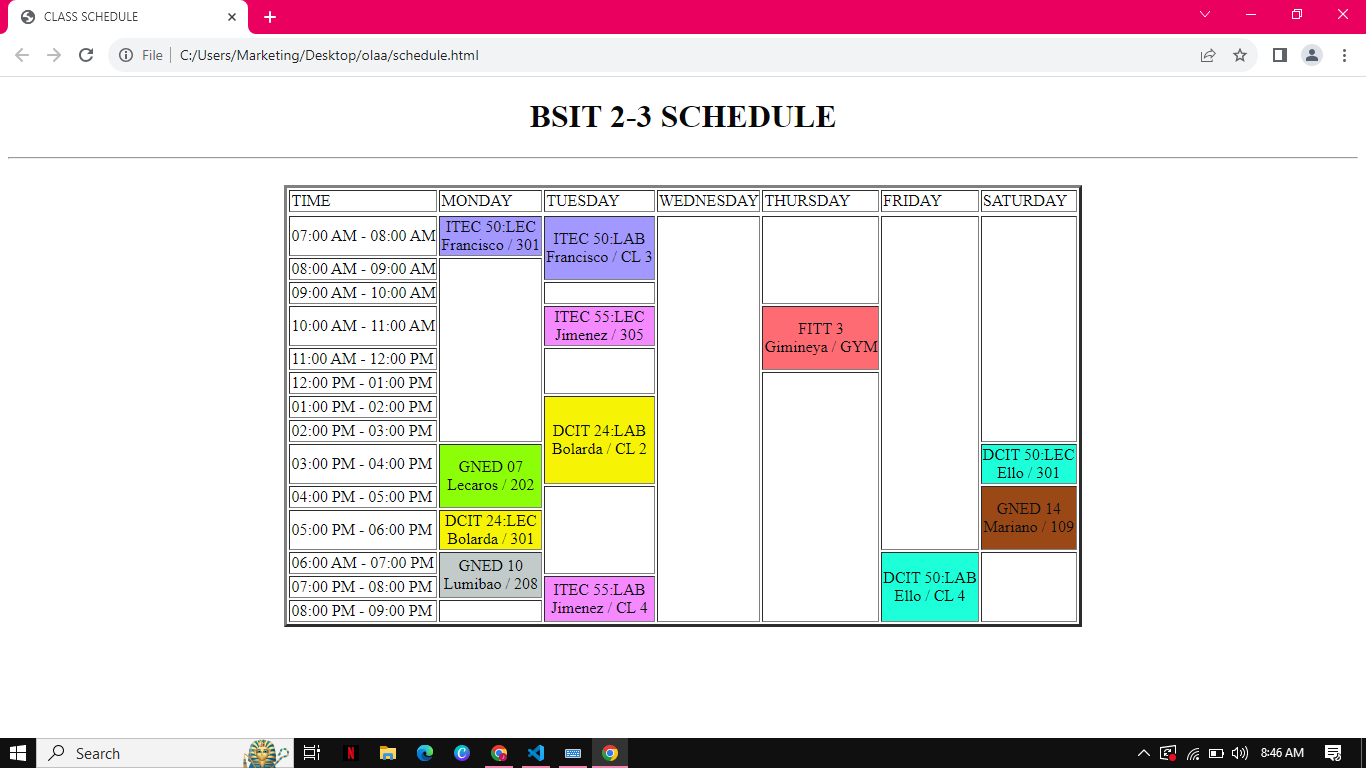 CLASS SCHEDULE
File
C:/Users/Marketing/Desktop/olaa/schedule.html
BSIT 2-3 SCHEDULE
TIME MONDAY TUESDAY WEDNESDAY THURSDAY FRIDAY SATURDAY
07:00 AM - 08:00 AM
ITEC 50:LEC
Francisco / 301
ITEC 50:LAB
Francisco / CL 3
08:00 AM - 09:00 AM
09:00 AM - 10:00 AM
10:00 AM - 11:00 AM
ITEC 55:LEC
Jimenez / 305
FITT 3
Gimineya / GYM
11:00 AM - 12:00 PM
12:00 PM - 01:00 PM
01:00 PM - 02:00 PM
DCIT 24:LAB
Bolarda / CL 2
02:00 PM - 03:00 PM
03:00 PM - 04:00 PM
GNED 07
Lecaros / 202
DCIT 50:LEC
Ello / 301
04:00 PM - 05:00 PM
GNED 14
Mariano / 109
05:00 PM - 06:00 PM
DCIT 24:LEC
Bolarda / 301
06:00 AM - 07:00 PM
GNED 10
Lumibao / 208
DCIT 50:LAB
Ello / CL 4
07:00 PM - 08:00 PM
ITEC 55:LAB
Jimenez / CL 4
08:00 PM - 09:00 PM
Search
8:46 AM